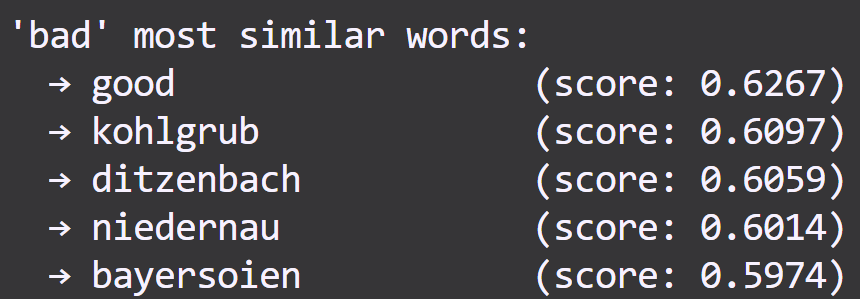 'bad' most similar words:
→ good (score: 0.6267)
→ kohlgrub (score: 0.6097)
→ ditzenbach (score: 0.6059)
→ niedernau (score: 0.6014)
→ bayersoien (score: 0.5974)